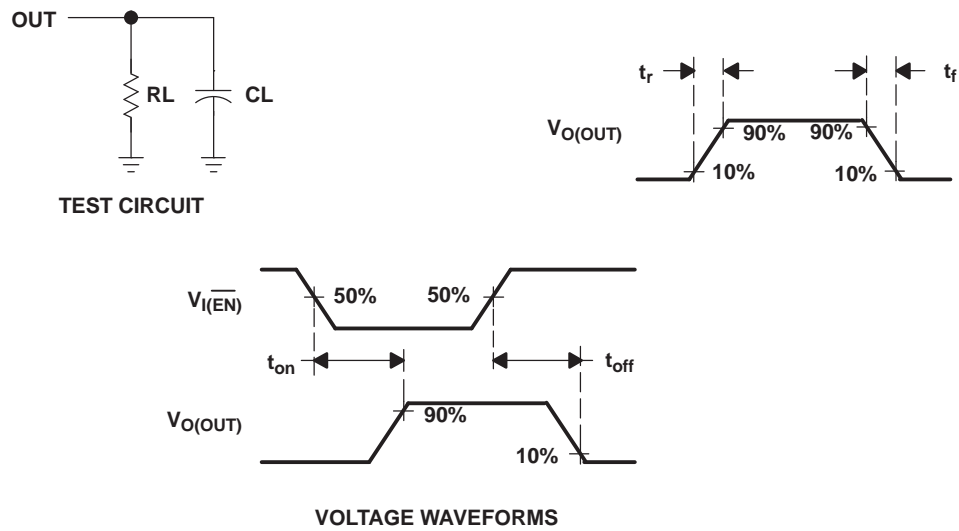 OUT
RL CL
TEST CIRCUIT
tr tf
VO(OUT)
90% 90%
10% 10%
VI(E̅N̅)
50% 50%
ton toff
VO(OUT)
90%
10%
VOLTAGE WAVEFORMS